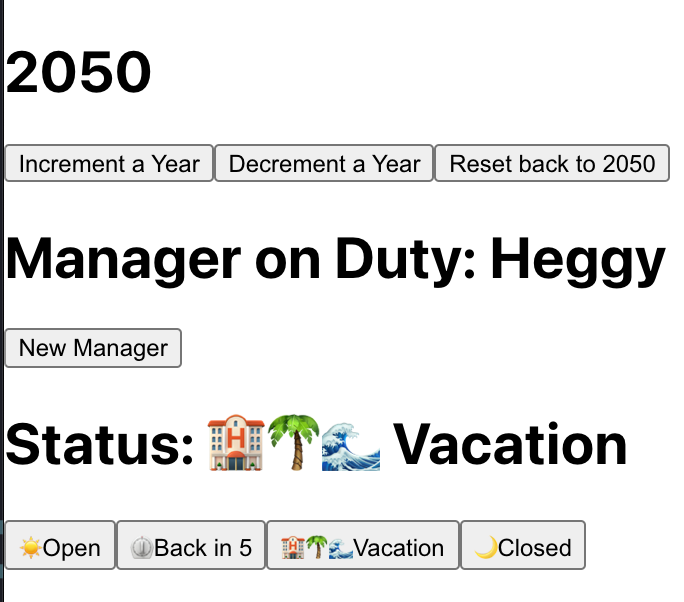 2050
Increment a Year Decrement a Year Reset back to 2050
Manager on Duty: Heggy
New Manager
Status: 🏨🌴🌊 Vacation
☀️Open ⏲️Back in 5 🏨🌴🌊Vacation 🌙Closed